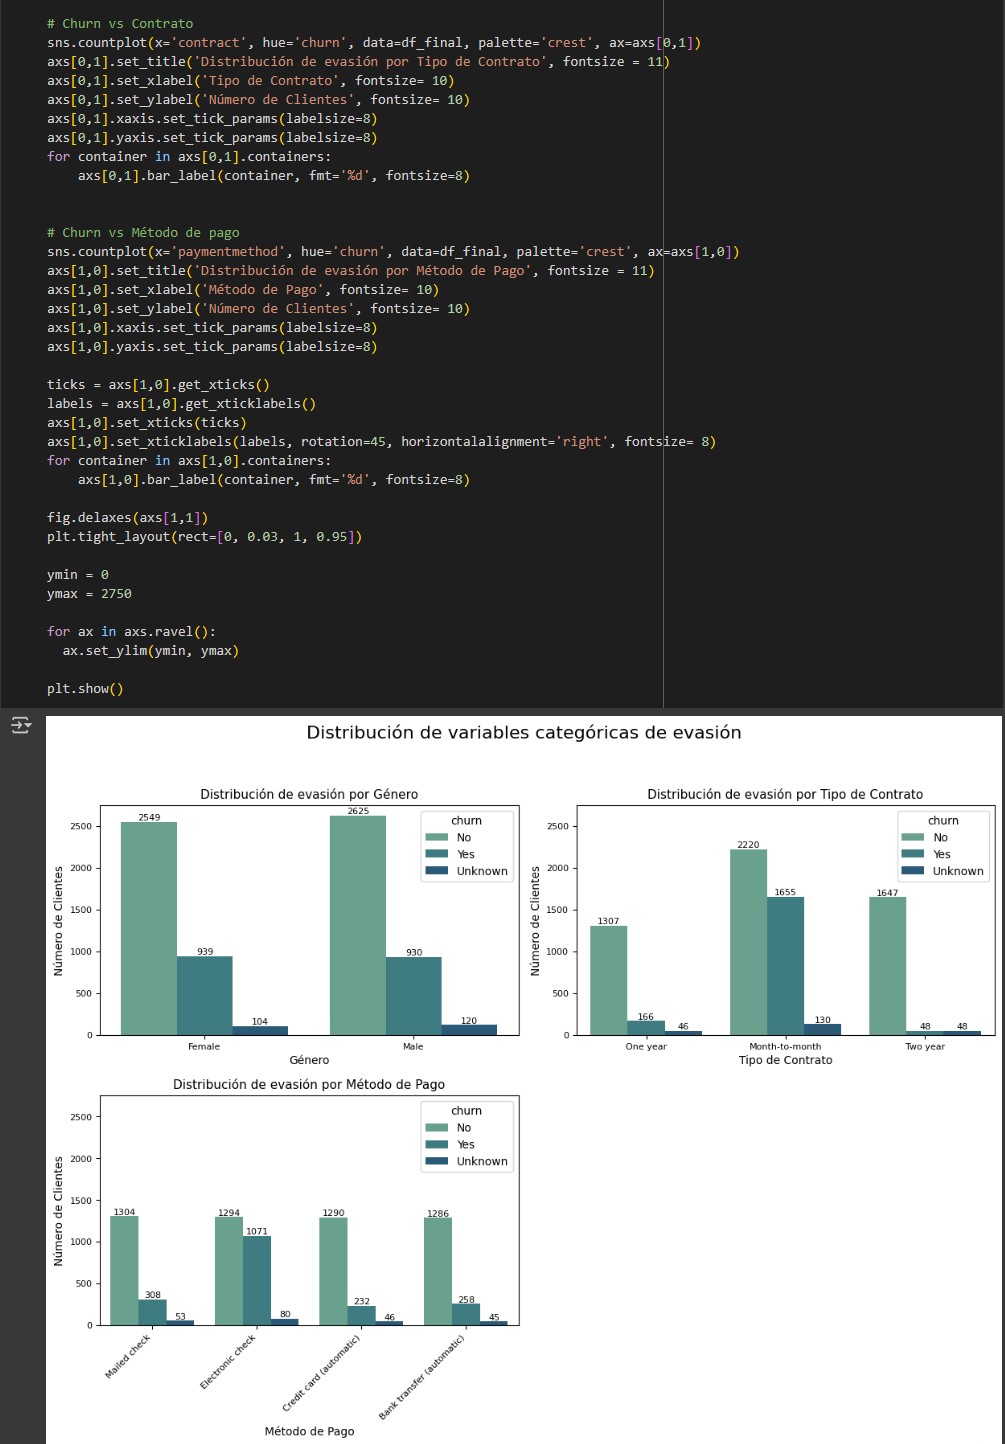 # Churn vs Contrato
sns.countplot(x='contract', hue='churn', data=df_final, palette='crest', ax=axs[0,1])
axs[0,1].set_title('Distribución de evasión por Tipo de Contrato', fontsize = 11)
axs[0,1].set_xlabel('Tipo de Contrato', fontsize= 10)
axs[0,1].set_ylabel('Número de Clientes', fontsize= 10)
axs[0,1].xaxis.set_tick_params(labelsize=8)
axs[0,1].yaxis.set_tick_params(labelsize=8)
for container in axs[0,1].containers:
    axs[0,1].bar_label(container, fmt='%d', fontsize=8)
# Churn vs Método de pago
sns.countplot(x='paymentmethod', hue='churn', data=df_final, palette='crest', ax=axs[1,0])
axs[1,0].set_title('Distribución de evasión por Método de Pago', fontsize = 11)
axs[1,0].set_xlabel('Método de Pago', fontsize= 10)
axs[1,0].set_ylabel('Número de Clientes', fontsize= 10)
axs[1,0].xaxis.set_tick_params(labelsize=8)
axs[1,0].yaxis.set_tick_params(labelsize=8)
ticks = axs[1,0].get_xticks()
labels = axs[1,0].get_xticklabels()
axs[1,0].set_xticks(ticks)
axs[1,0].set_xticklabels(labels, rotation=45, horizontalalignment='right', fontsize= 8)
for container in axs[1,0].containers:
    axs[1,0].bar_label(container, fmt='%d', fontsize=8)
fig.delaxes(axs[1,1])
plt.tight_layout(rect=[0, 0.03, 1, 0.95])
ymin = 0
ymax = 2750
for ax in axs.ravel():
  ax.set_ylim(ymin, ymax)
plt.show()
Distribución de variables categóricas de evasión
Distribución de evasión por Género
Número de Clientes
2500
2000
1500
1000
500
0
2549
939
104
2625
930
120
churn
No
Yes
Unknown
Female
Male
Género
Distribución de evasión por Tipo de Contrato
Número de Clientes
2500
2000
1500
1000
500
0
1307
166
46
2220
1655
130
1647
48
48
churn
No
Yes
Unknown
One year
Month-to-month
Two year
Tipo de Contrato
Distribución de evasión por Método de Pago
Número de Clientes
2500
2000
1500
1000
500
0
1304
308
53
1294
1071
80
1290
232
46
1286
258
45
churn
No
Yes
Unknown
Mailed check
Electronic check
Credit card (automatic)
Bank transfer (automatic)
Método de Pago